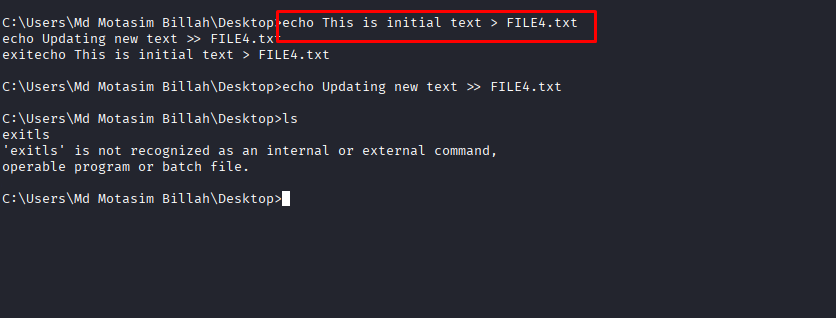 C:\Users\Md Motasim Billah\Desktop>echo This is initial text > FILE4.txt
echo Updating new text >> FILE4.txt
exitecho This is initial text > FILE4.txt
C:\Users\Md Motasim Billah\Desktop>echo Updating new text >> FILE4.txt
C:\Users\Md Motasim Billah\Desktop>ls
exitls
'exitls' is not recognized as an internal or external command,
operable program or batch file.
C:\Users\Md Motasim Billah\Desktop>